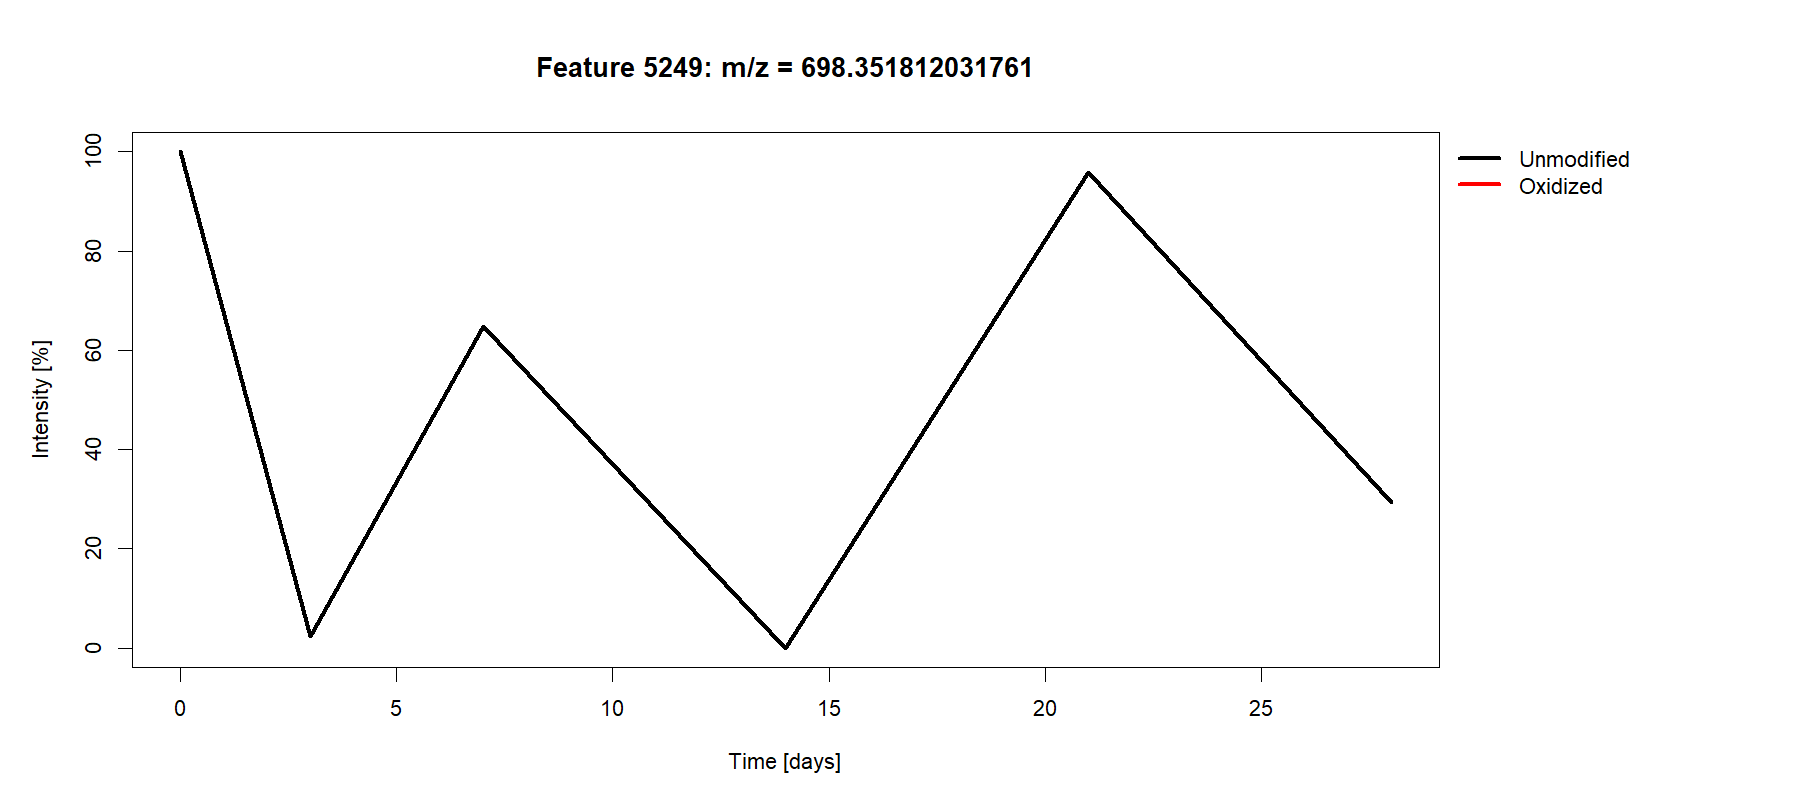 Feature 5249: m/z = 698.351812031761
Unmodified
Oxidized
100
80
60
40
20
0
Intensity [%]
0 5 10 15 20 25
Time [days]